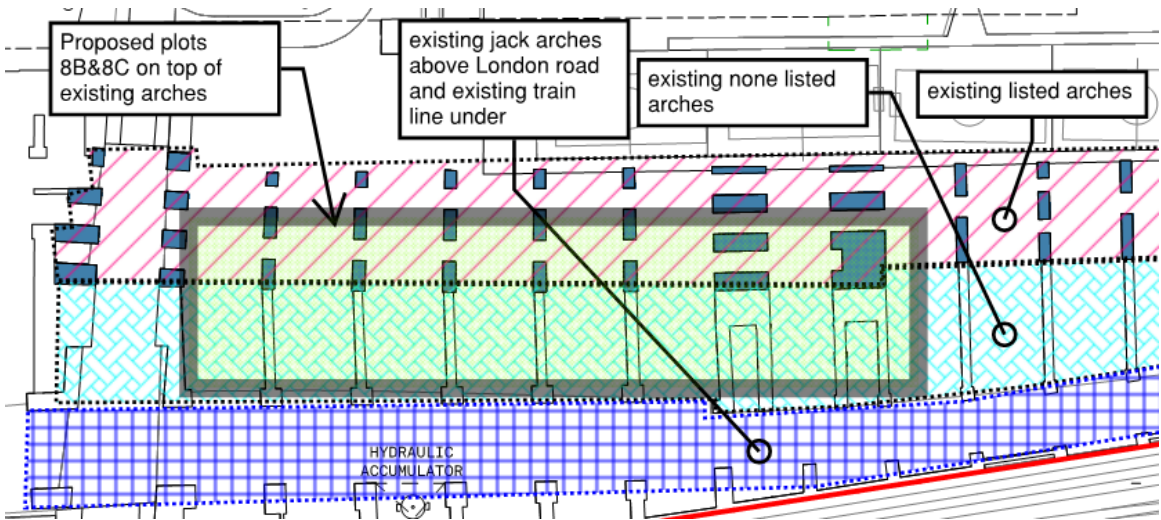 Proposed plots
8B&8C on top of
existing arches
existing jack arches
above London road
and existing train
line under
existing none listed
arches
existing listed arches
HYDRAULIC
ACCUMULATOR